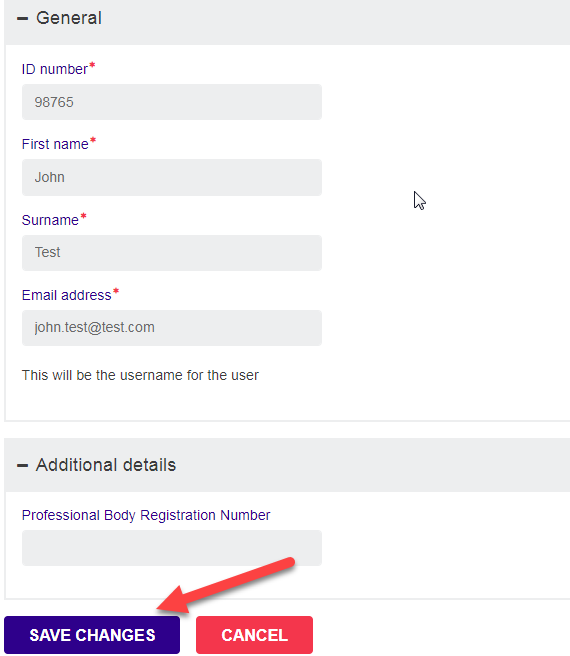 General
ID number*
98765
First name*
John
Surname*
Test
Email address*
john.test@test.com
This will be the username for the user
Additional details
Professional Body Registration Number
SAVE CHANGES CANCEL